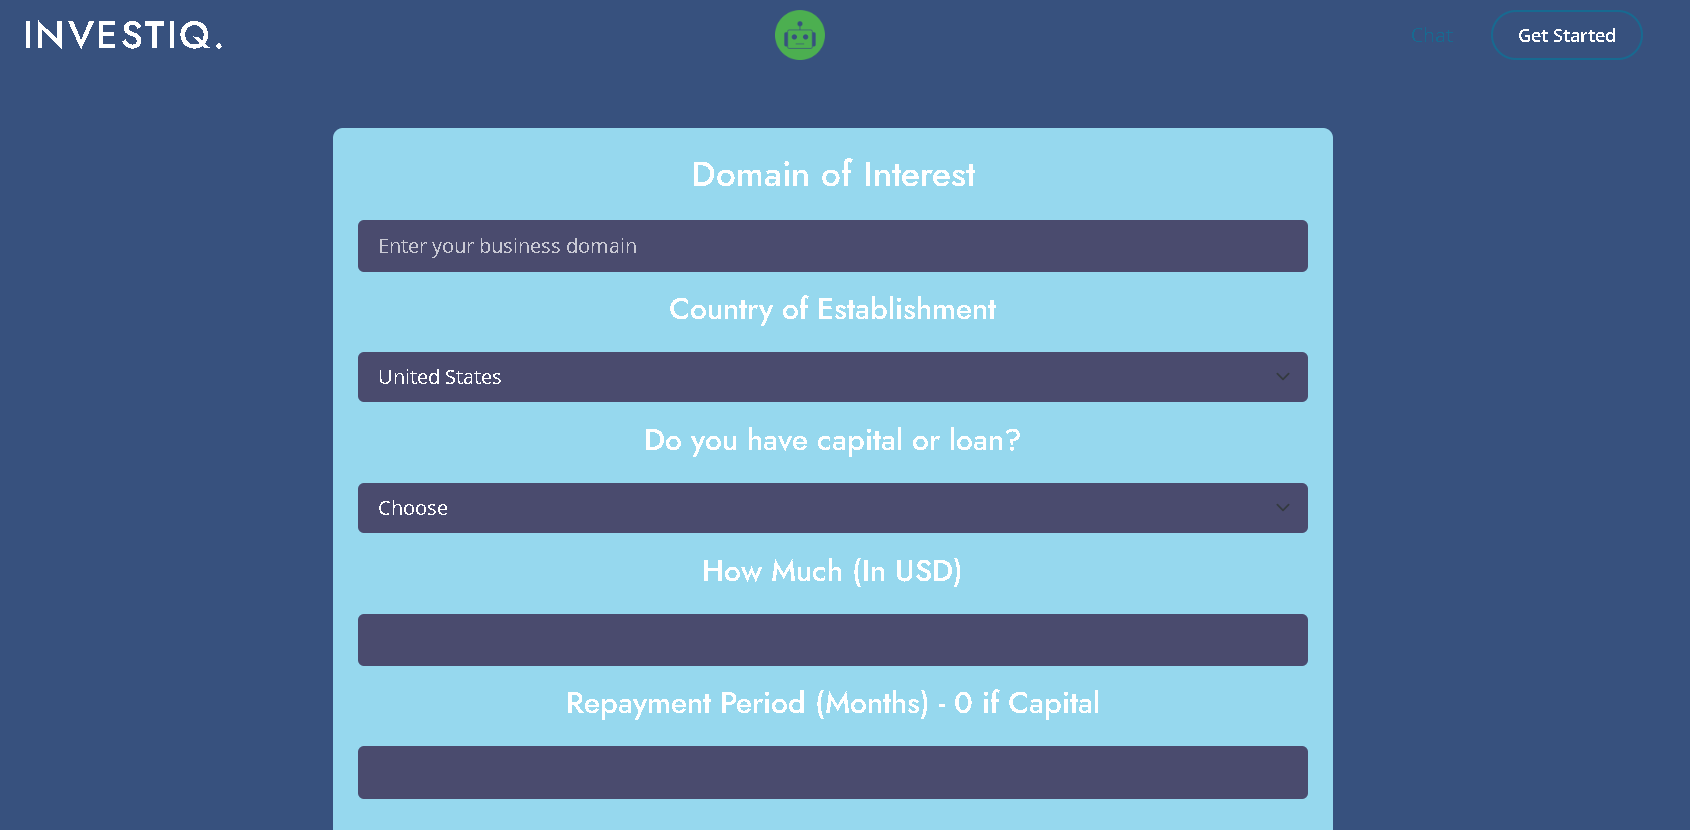 INVESTIQ.
Chat
Get Started
Domain of Interest
Enter your business domain
Country of Establishment
United States
Do you have capital or loan?
Choose
How Much (In USD)
Repayment Period (Months) - 0 if Capital